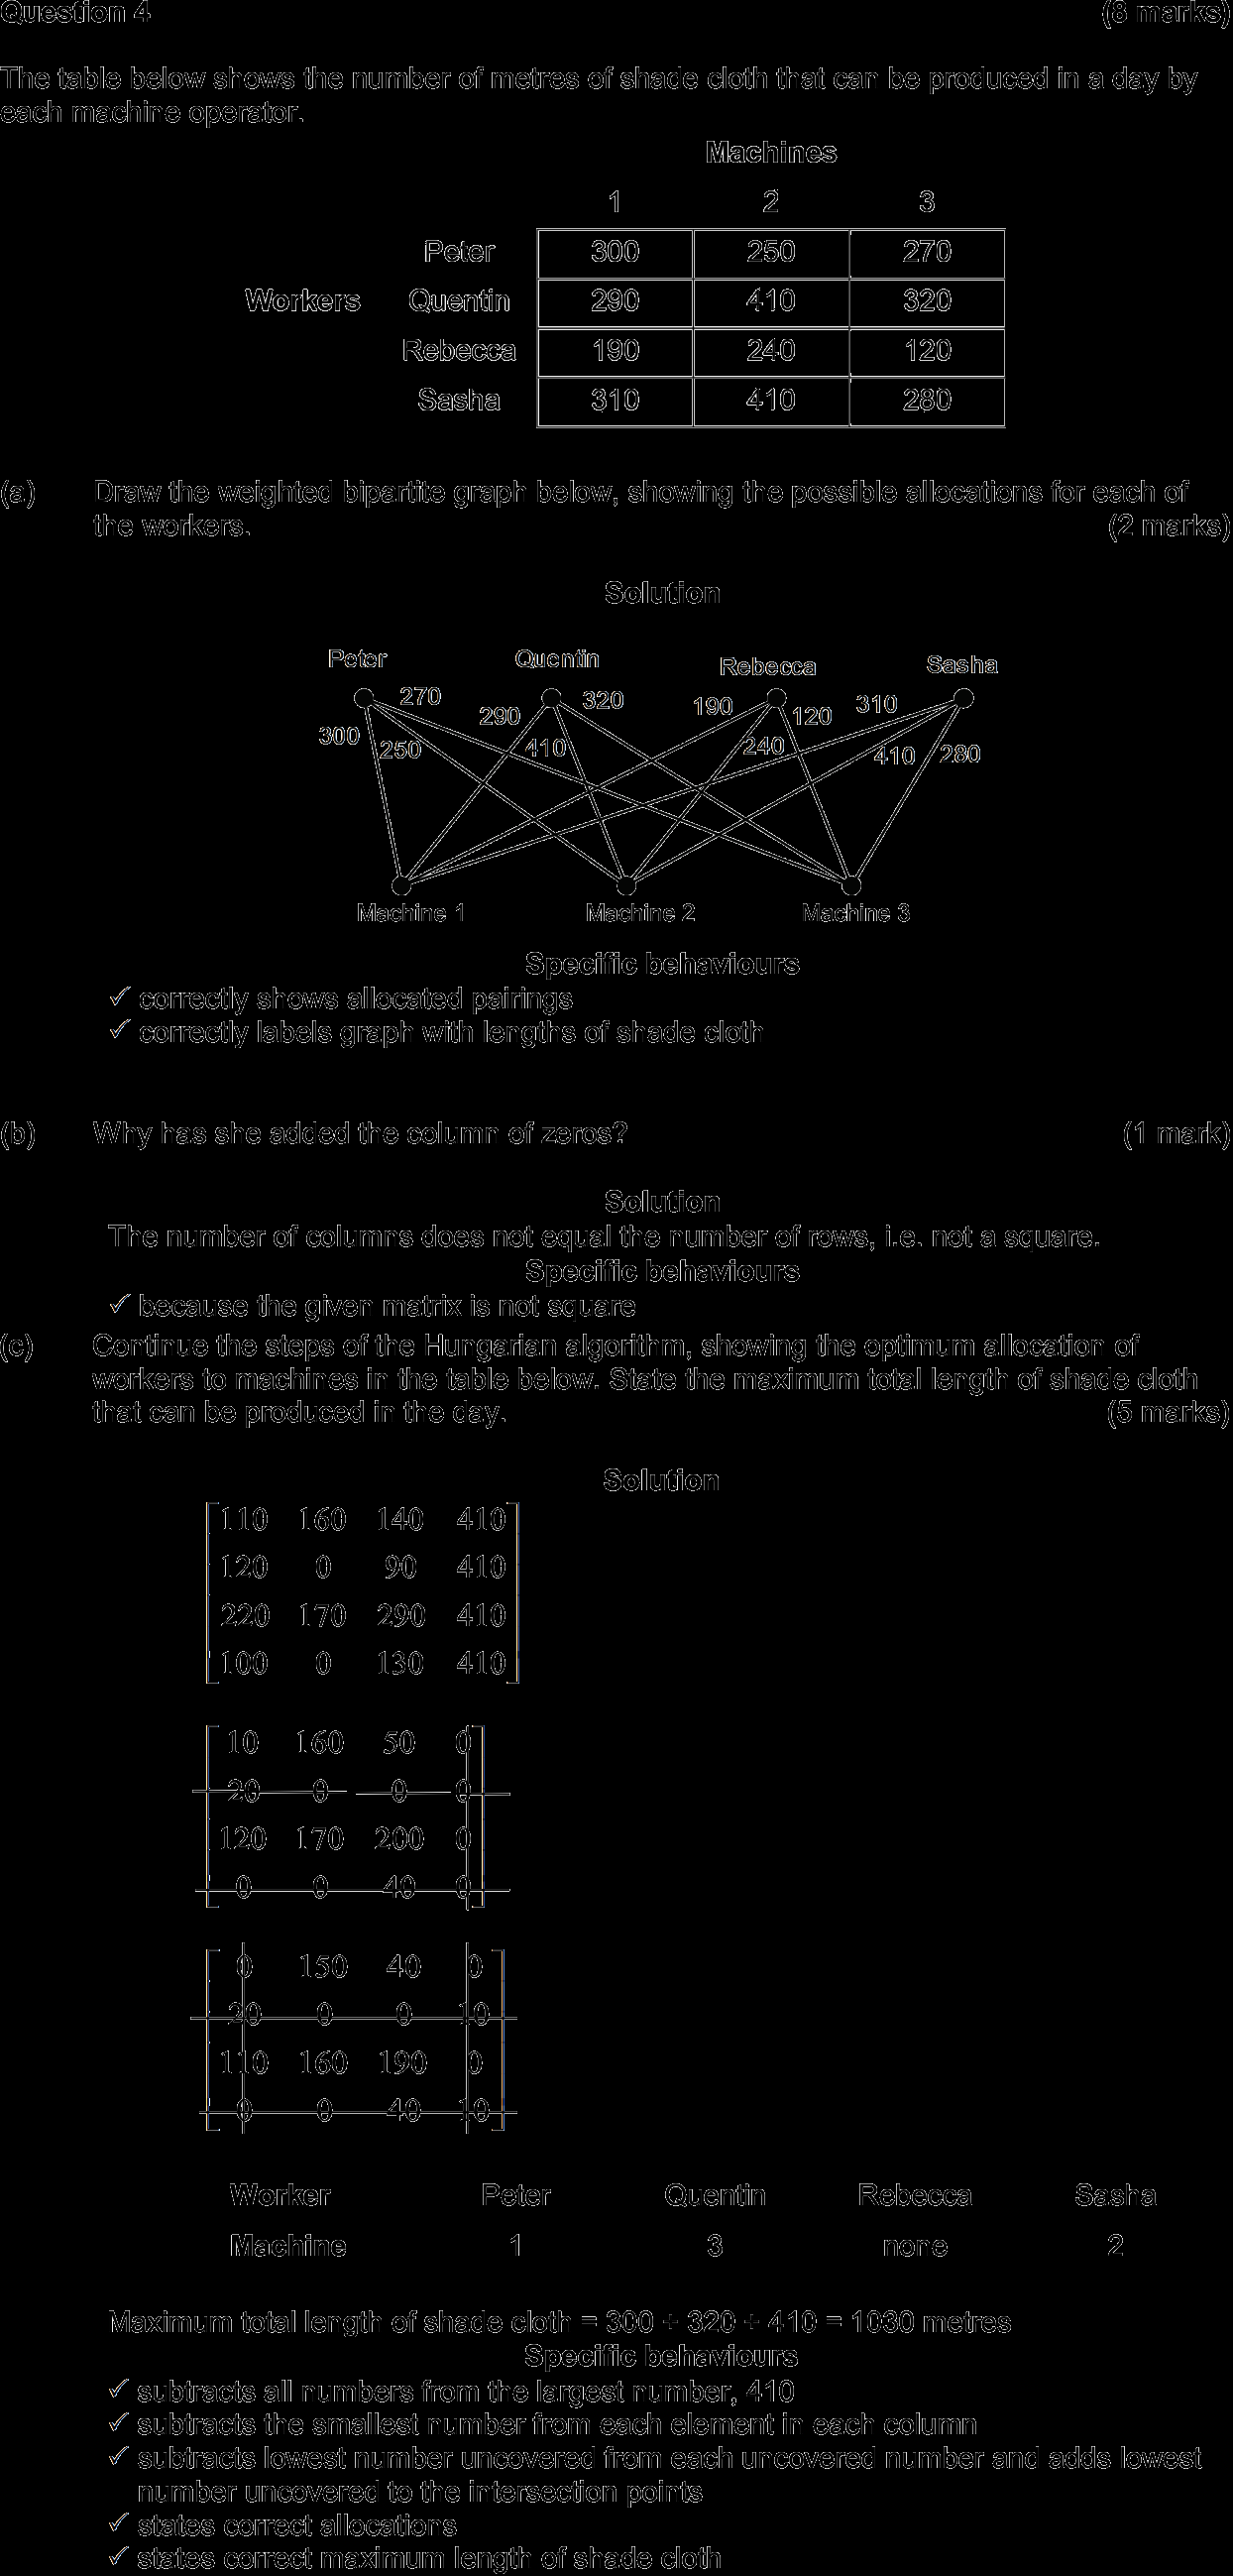 Question 4 (8 marks)
The table below shows the number of metres of shade cloth that can be produced in a day by
each machine operator.
Machines
1 2 3
Peter 300 250 270
Workers Quentin 290 410 320
Rebecca 190 240 120
Sasha 310 410 280
(a) Draw the weighted bipartite graph below, showing the possible allocations for each of
the workers. (2 marks)
Solution
Peter Quentin Rebecca Sasha
270 290 320 190 120 310
300 250 410 240 410 280
Machine 1 Machine 2 Machine 3
Specific behaviours
✓ correctly shows allocated pairings
✓ correctly labels graph with lengths of shade cloth
(b) Why has she added the column of zeros? (1 mark)
Solution
The number of columns does not equal the number of rows, i.e. not a square.
Specific behaviours
✓ because the given matrix is not square
(c) Continue the steps of the Hungarian algorithm, showing the optimum allocation of
workers to machines in the table below. State the maximum total length of shade cloth
that can be produced in the day. (5 marks)
Solution
110 160 140 410
120 0 90 410
220 170 290 410
100 0 130 410
10 160 50 0
20 0 0 0
120 170 200 0
0 0 40 0
0 150 40 0
20 0 0 10
110 160 190 0
0 0 40 10
Worker Peter Quentin Rebecca Sasha
Machine 1 3 none 2
Maximum total length of shade cloth = 300 + 320 + 410 = 1030 metres
Specific behaviours
✓ subtracts all numbers from the largest number, 410
✓ subtracts the smallest number from each element in each column
✓ subtracts lowest number uncovered from each uncovered number and adds lowest
number uncovered to the intersection points
✓ states correct allocations
✓ states correct maximum length of shade cloth